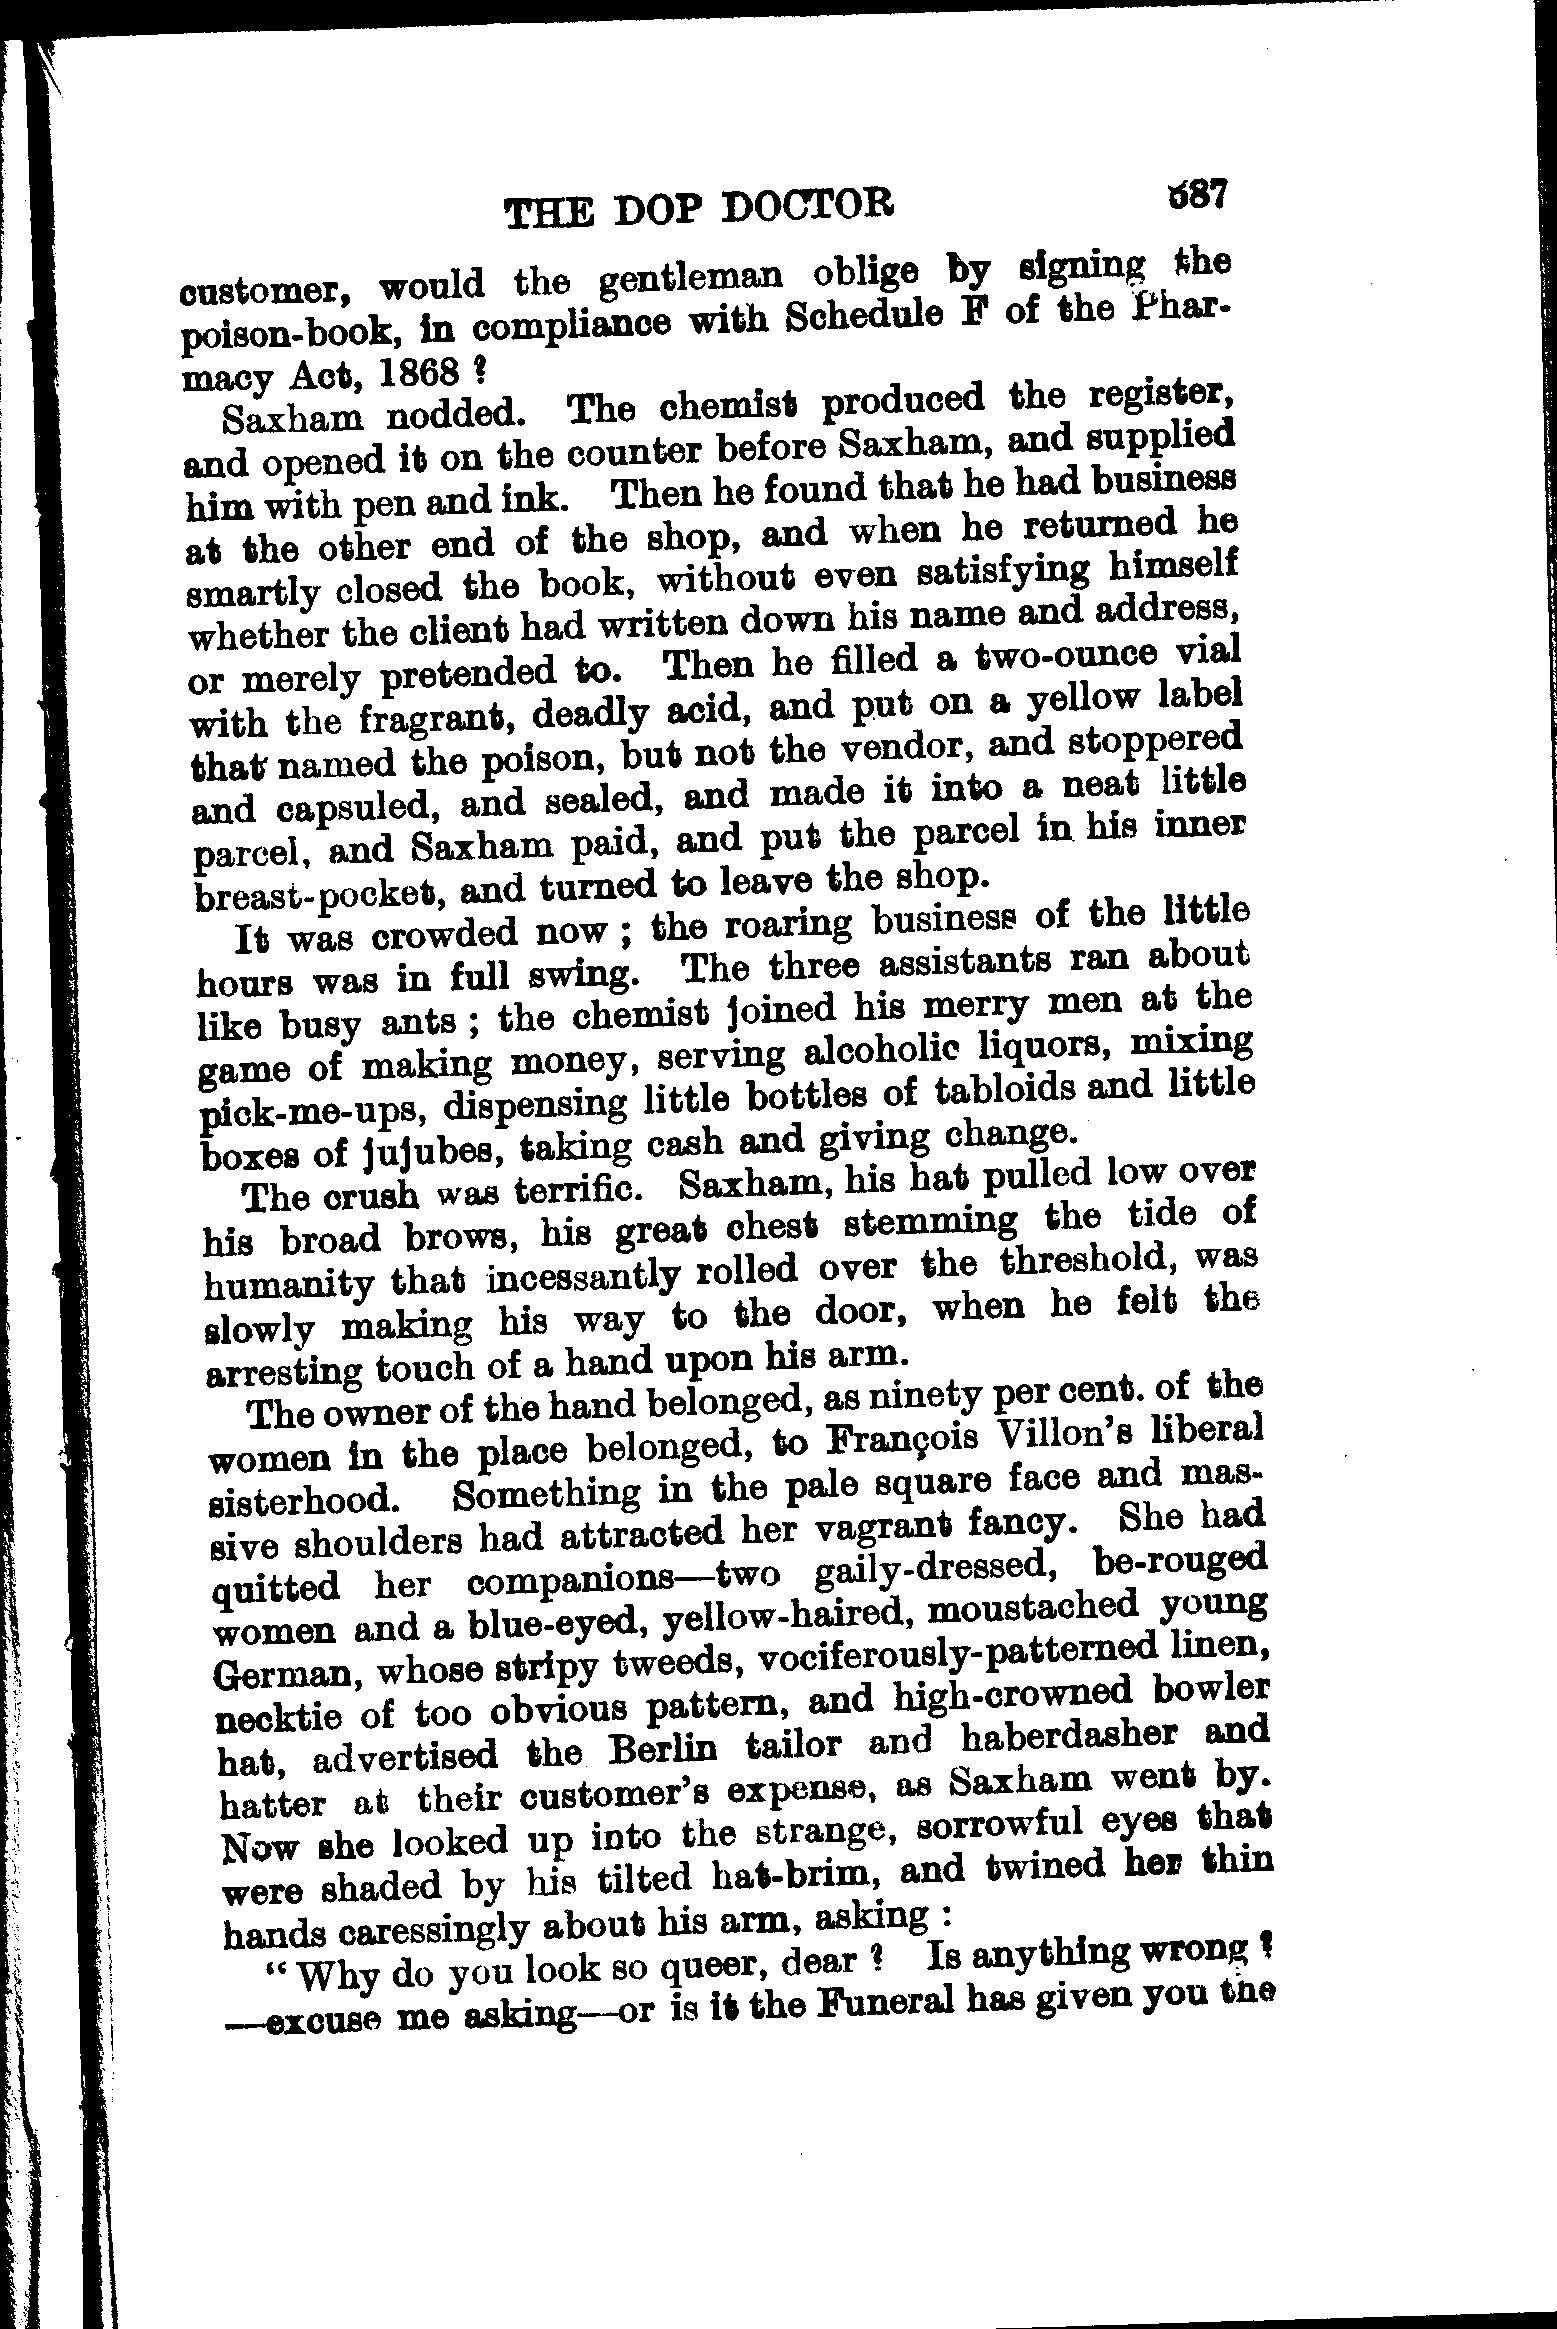 THE DOP DOCTOR 587
customer, would the gentleman oblige by signing the
poison-book, in compliance with Schedule F of the Phar-
macy Act, 1868 ?
Saxham nodded. The chemist produced the register,
and opened it on the counter before Saxham, and supplied
him with pen and ink. Then he found that he had business
at the other end of the shop, and when he returned he
smartly closed the book, without even satisfying himself
whether the client had written down his name and address,
or merely pretended to. Then he filled a two-ounce vial
with the fragrant, deadly acid, and put on a yellow label
that named the poison, but not the vendor, and stoppered
and capsuled, and sealed, and made it into a neat little
parcel, and Saxham paid, and put the parcel in his inner
breast-pocket, and turned to leave the shop.
It was crowded now ; the roaring business of the little
hours was in full swing. The three assistants ran about
like busy ants ; the chemist joined his merry men at the
game of making money, serving alcoholic liquors, mixing
pick-me-ups, dispensing little bottles of tabloids and little
boxes of jujubes, taking cash and giving change.
The crush was terrific. Saxham, his hat pulled low over
his broad brows, his great chest stemming the tide of
humanity that incessantly rolled over the threshold, was
slowly making his way to the door, when he felt the
arresting touch of a hand upon his arm.
The owner of the hand belonged, as ninety per cent. of the
women in the place belonged, to François Villon's liberal
sisterhood. Something in the pale square face and mas-
sive shoulders had attracted her vagrant fancy. She had
quitted her companions—two gaily-dressed, be-rouged
women and a blue-eyed, yellow-haired, moustached young
German, whose stripy tweeds, vociferously-patterned linen,
necktie of too obvious pattern, and high-crowned bowler
hat, advertised the Berlin tailor and haberdasher and
hatter at their customer's expense, as Saxham went by.
Now she looked up into the strange, sorrowful eyes that
were shaded by his tilted hat-brim, and twined her thin
hands caressingly about his arm, asking :
" Why do you look so queer, dear ? Is anything wrong ?
—excuse me asking—or is it the Funeral has given you the